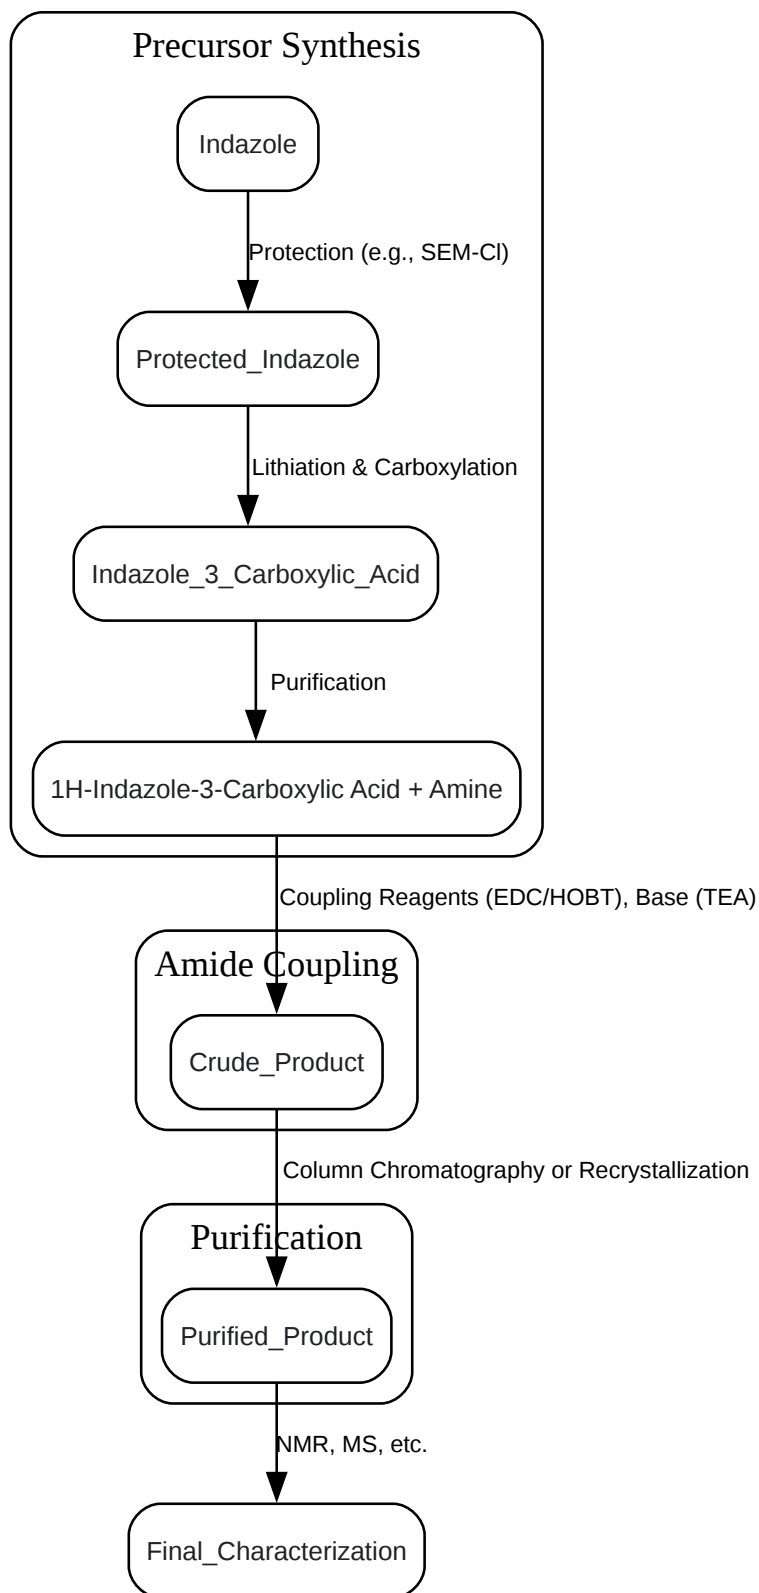 Precursor Synthesis
Indazole
Protection (e.g., SEM-Cl)
Protected_Indazole
Lithiation & Carboxylation
Indazole_3_Carboxylic_Acid
Purification
1H-Indazole-3-Carboxylic Acid + Amine
Coupling Reagents (EDC/HOBT), Base (TEA)
Amide Coupling
Crude_Product
Column Chromatography or Recrystallization
Purification
Purified_Product
NMR, MS, etc.
Final_Characterization